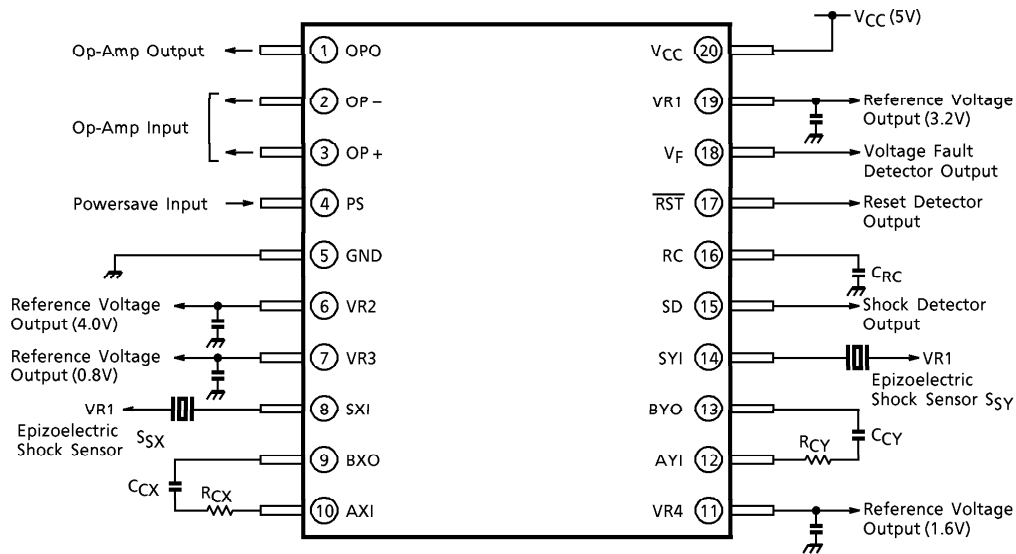 Op-Amp Output
1 OPO
Op-Amp Input
2 OP−
3 OP+
Powersave Input
4 PS
5 GND
Reference Voltage
Output (4.0V)
6 VR2
Reference Voltage
Output (0.8V)
7 VR3
VR1
8 SXI
Epizoelectric
Shock Sensor
SSX
9 BXO
CCX
RCX
10 AXI
VCC (5V)
VCC 20
VR1 19
Reference Voltage
Output (3.2V)
VF 18
Voltage Fault
Detector Output
RST 17
Reset Detector
Output
RC 16
CRC
SD 15
Shock Detector
Output
SYI 14
VR1
Epizoelectric
Shock Sensor SSY
BYO 13
CCY
RCY
AYI 12
VR4 11
Reference Voltage
Output (1.6V)